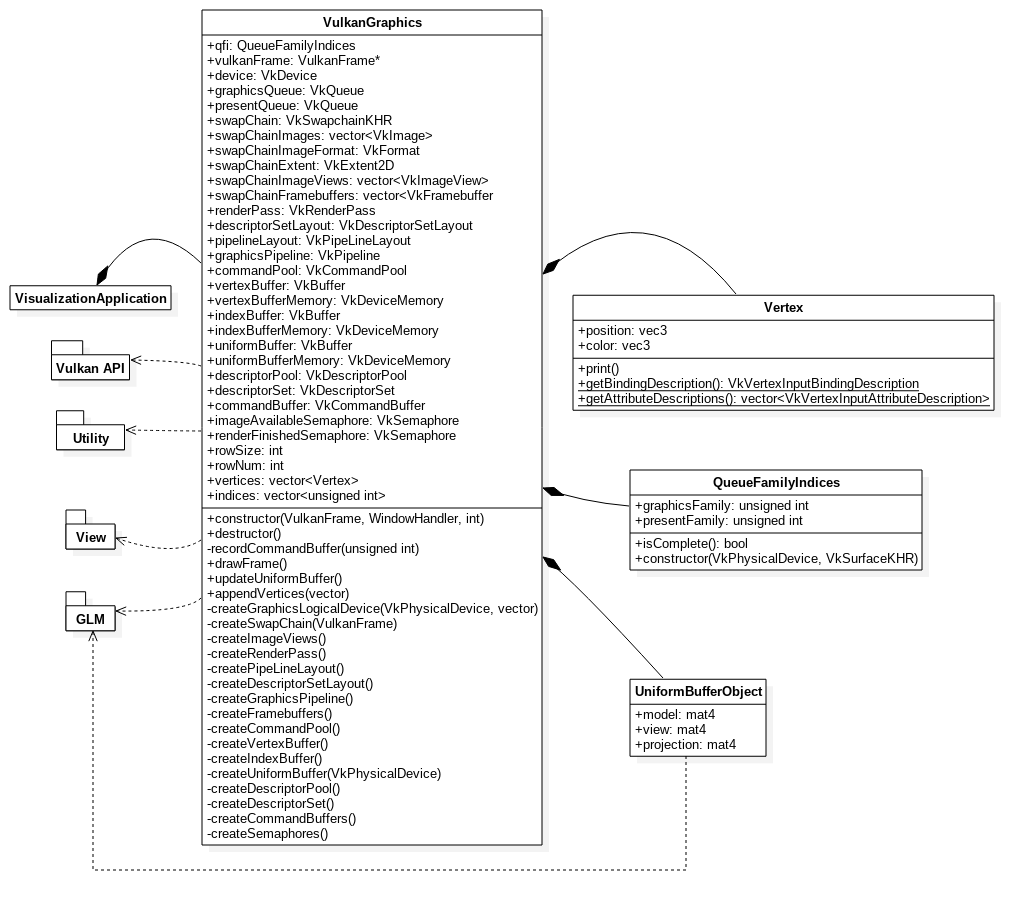 VulkanGraphics
+qfi: QueueFamilyIndices
+vulkanFrame: VulkanFrame*
+device: VkDevice
+graphicsQueue: VkQueue
+presentQueue: VkQueue
+swapChain: VkSwapchainKHR
+swapChainImages: vector<VkImage>
+swapChainImageFormat: VkFormat
+swapChainExtent: VkExtent2D
+swapChainImageViews: vector<VkImageView>
+swapChainFramebuffers: vector<VkFramebuffer
+renderPass: VkRenderPass
+descriptorSetLayout: VkDescriptorSetLayout
+pipelineLayout: VkPipeLineLayout
+graphicsPipeline: VkPipeline
+commandPool: VkCommandPool
+vertexBuffer: VkBuffer
+vertexBufferMemory: VkDeviceMemory
+indexBuffer: VkBuffer
+indexBufferMemory: VkDeviceMemory
+uniformBuffer: VkBuffer
+uniformBufferMemory: VkDeviceMemory
+descriptorPool: VkDescriptorPool
+descriptorSet: VkDescriptorSet
+commandBuffer: VkCommandBuffer
+imageAvailableSemaphore: VkSemaphore
+renderFinishedSemaphore: VkSemaphore
+rowSize: int
+rowNum: int
+vertices: vector<Vertex>
+indices: vector<unsigned int>
+constructor(VulkanFrame, WindowHandler, int)
+destructor()
-recordCommandBuffer(unsigned int)
+drawFrame()
+updateUniformBuffer()
+appendVertices(vector)
-createGraphicsLogicalDevice(VkPhysicalDevice, vector)
-createSwapChain(VulkanFrame)
-createImageViews()
-createRenderPass()
-createPipeLineLayout()
-createDescriptorSetLayout()
-createGraphicsPipeline()
-createFramebuffers()
-createCommandPool()
-createVertexBuffer()
-createIndexBuffer()
-createUniformBuffer(VkPhysicalDevice)
-createDescriptorPool()
-createDescriptorSet()
-createCommandBuffers()
-createSemaphores()
VisualizationApplication
Vulkan API
Utility
View
GLM
Vertex
+position: vec3
+color: vec3
+print()
+getBindingDescription(): VkVertexInputBindingDescription
+getAttributeDescriptions(): vector<VkVertexInputAttributeDescription>
QueueFamilyIndices
+graphicsFamily: unsigned int
+presentFamily: unsigned int
+isComplete(): bool
+constructor(VkPhysicalDevice, VkSurfaceKHR)
UniformBufferObject
+model: mat4
+view: mat4
+projection: mat4